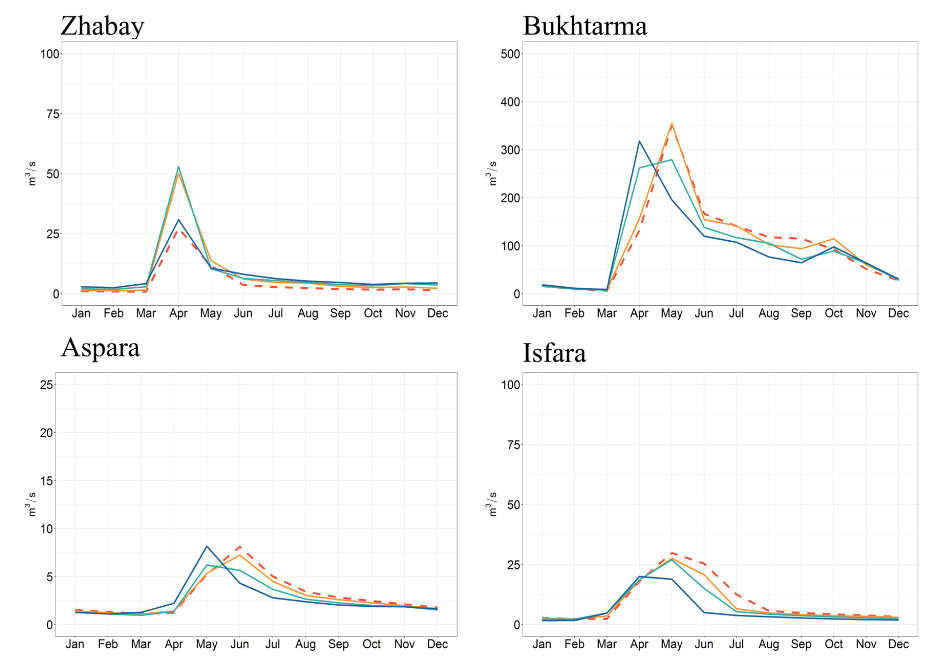 Zhabay
Bukhtarma
100
75
50
25
0
m³/s
Jan Feb Mar Apr May Jun Jul Aug Sep Oct Nov Dec
500
400
300
200
100
0
m³/s
Jan Feb Mar Apr May Jun Jul Aug Sep Oct Nov Dec
Aspara
Isfara
25
20
15
10
5
0
m³/s
Jan Feb Mar Apr May Jun Jul Aug Sep Oct Nov Dec
100
75
50
25
0
m³/s
Jan Feb Mar Apr May Jun Jul Aug Sep Oct Nov Dec